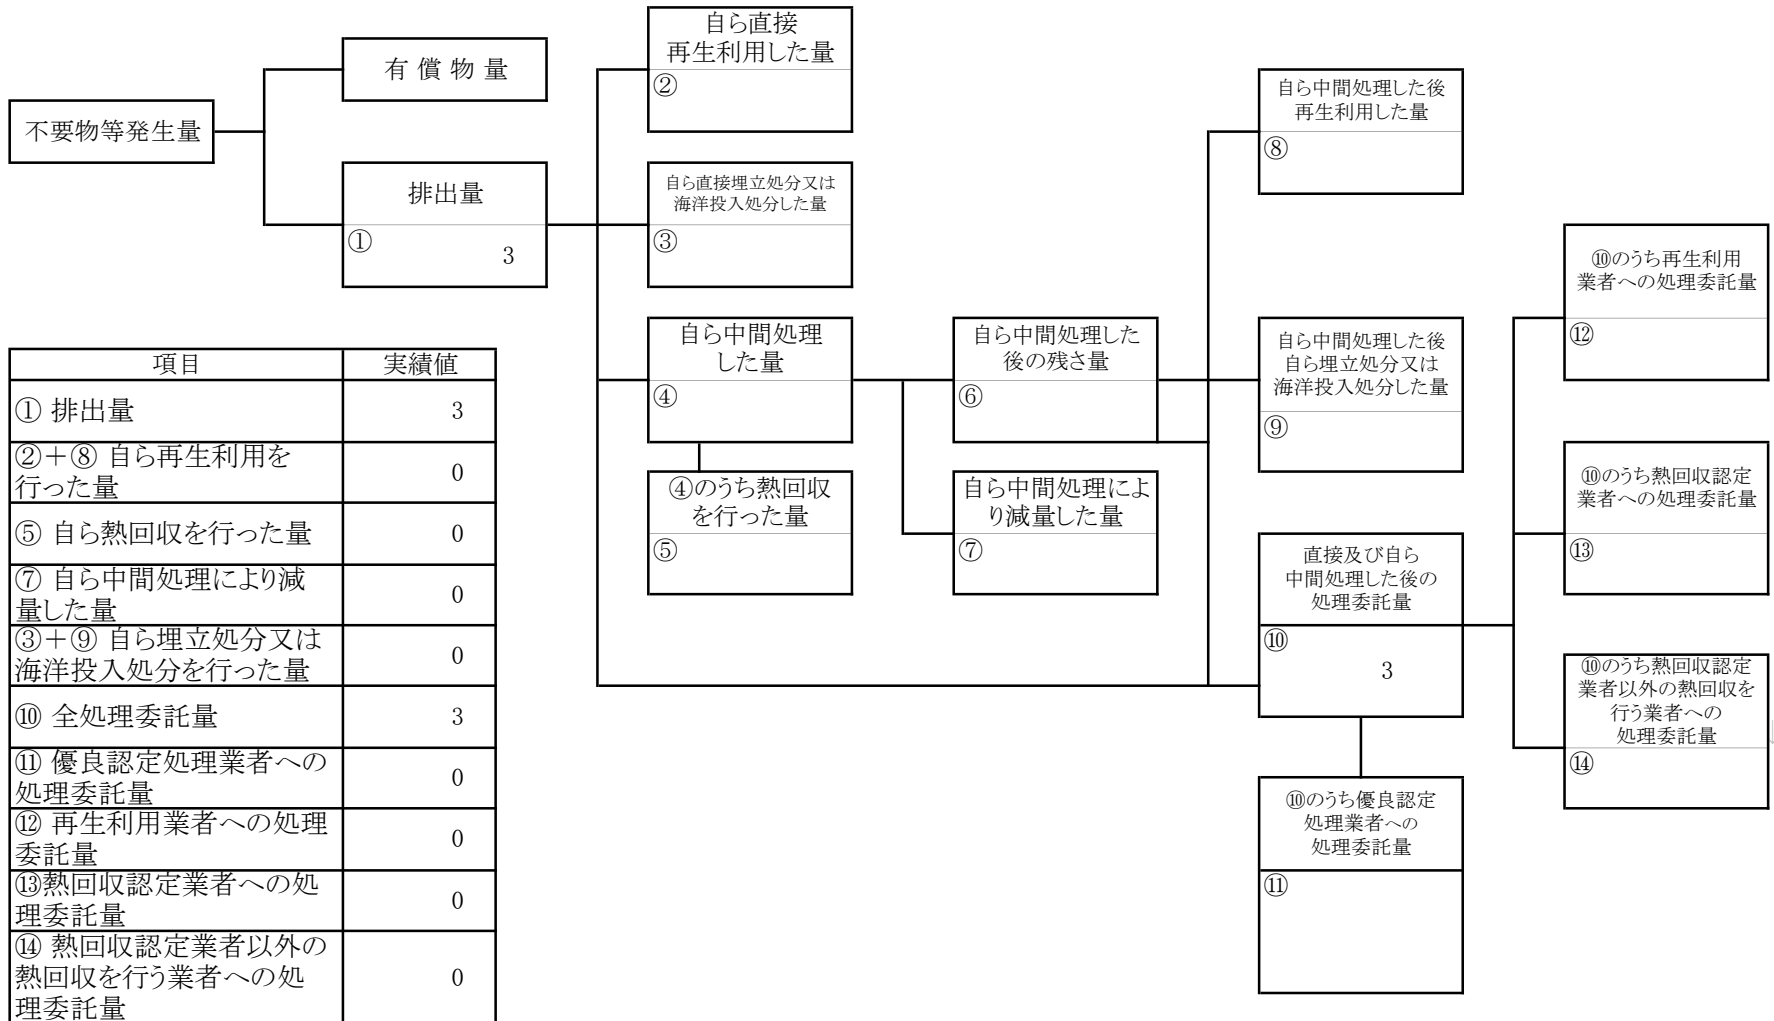 不要物等発生量
有 償 物 量
排出量
①
3
自ら直接
再生利用した量
②
自ら直接埋立処分又は
海洋投入処分した量
③
自ら中間処理
した量
④
④のうち熱回収
を行った量
⑤
自ら中間処理した
後の残さ量
⑥
自ら中間処理によ
り減量した量
⑦
自ら中間処理した後
再生利用した量
⑧
自ら中間処理した後
自ら埋立処分又は
海洋投入処分した量
⑨
直接及び自ら
中間処理した後の
処理委託量
⑩
3
⑩のうち優良認定
処理業者への
処理委託量
⑪
⑩のうち再生利用
業者への処理委託量
⑫
⑩のうち熱回収認定
業者への処理委託量
⑬
⑩のうち熱回収認定
業者以外の熱回収を
行う業者への
処理委託量
⑭
項目 実績値
① 排出量 3
②＋⑧ 自ら再生利用を
行った量 0
⑤ 自ら熱回収を行った量 0
⑦ 自ら中間処理により減
量した量 0
③＋⑨ 自ら埋立処分又は
海洋投入処分を行った量 0
⑩ 全処理委託量 3
⑪ 優良認定処理業者への
処理委託量 0
⑫ 再生利用業者への処理
委託量 0
⑬熱回収認定業者への処
理委託量 0
⑭ 熱回収認定業者以外の
熱回収を行う業者への処 0
理委託量